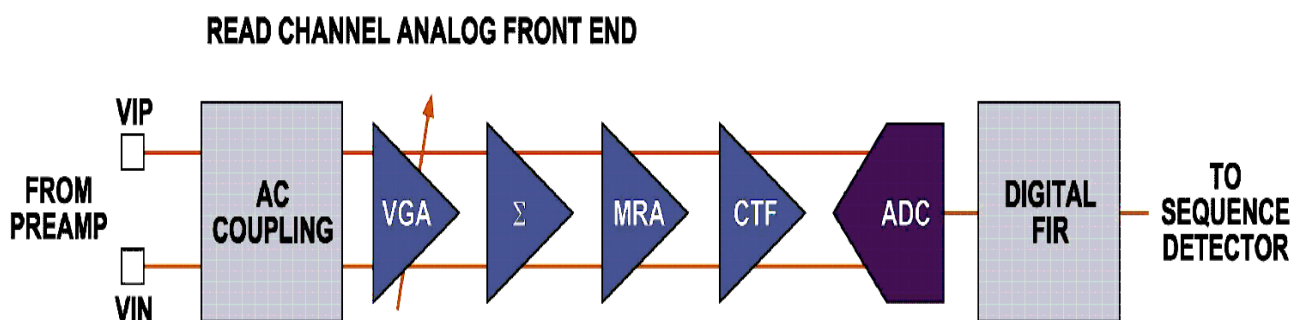 READ CHANNEL ANALOG FRONT END
VIP
FROM
PREAMP
VIN
AC
COUPLING
VGA
Σ
MRA
CTF
ADC
DIGITAL
FIR
TO
SEQUENCE
DETECTOR